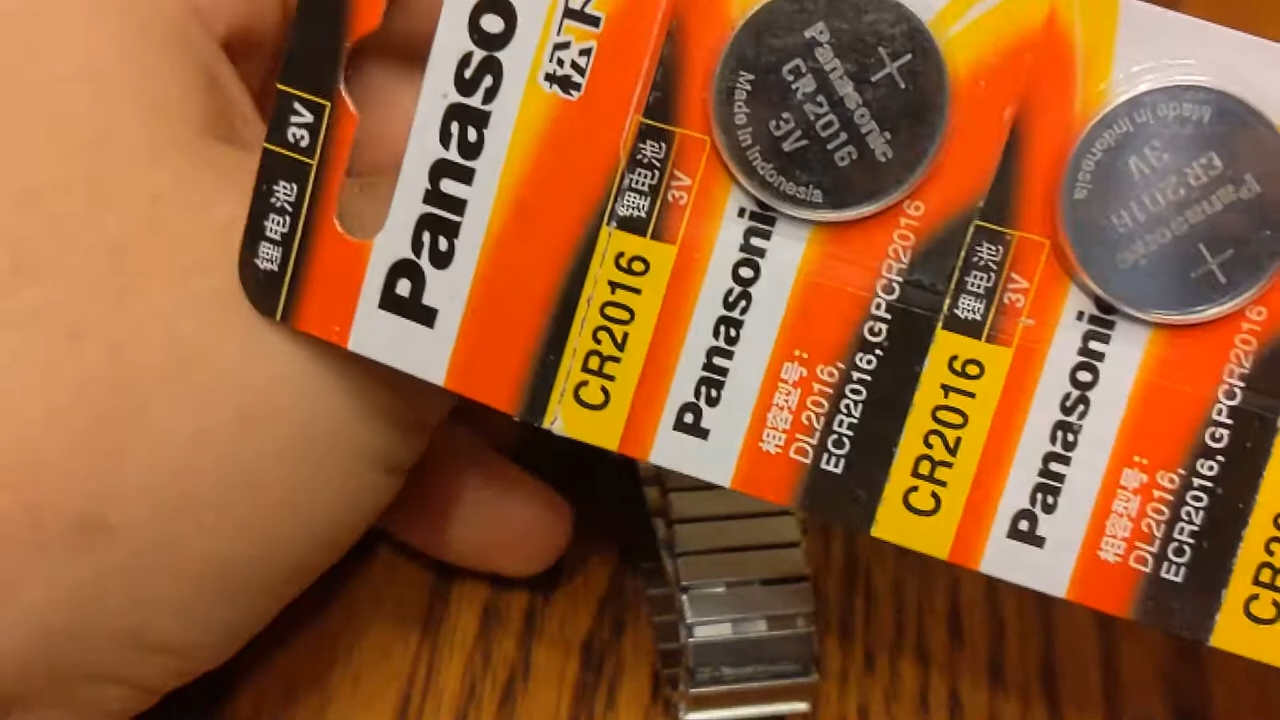 3V
锂电池
Panaso
松下
锂电池
3V
CR2016
Panasonic
Panasonic
CR2016
3V
Made in Indonesia
相容型号:
DL2016,
ECR2016, GPCR2016
锂电池
3V
CR2016
Panasonic
Panasonic
CR2016
3V
Made in Indonesia
相容型号:
DL2016,
ECR2016, GPCR2016